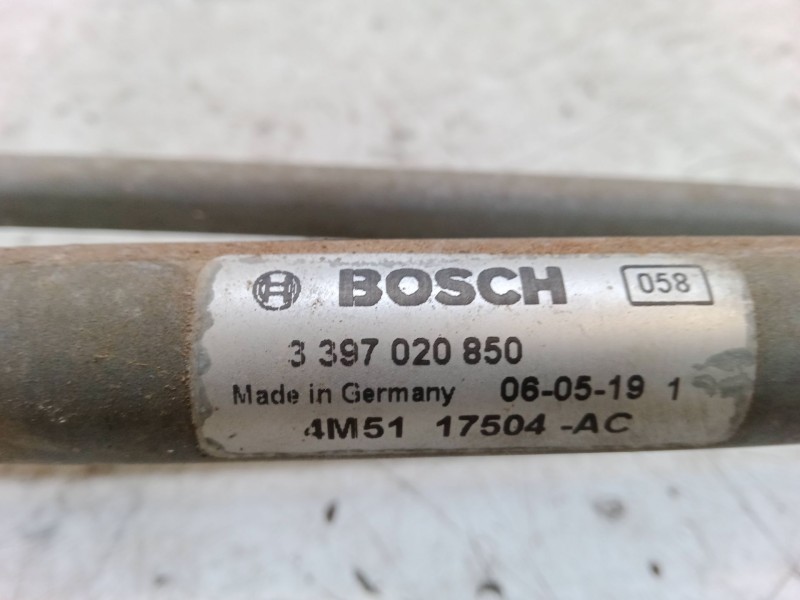 BOSCH 058
3 397 020 850
Made in Germany 06-05-19 1
4M51 17504-AC